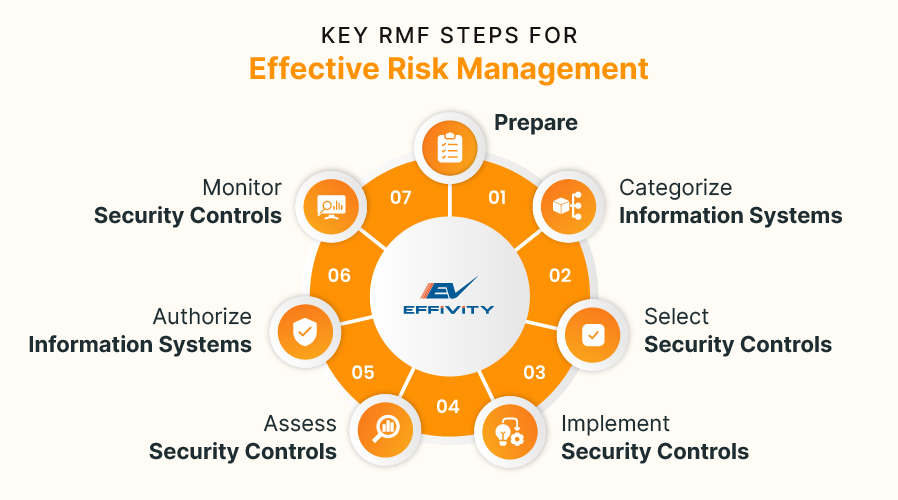 KEY RMF STEPS FOR
Effective Risk Management
Prepare
01
Categorize
Information Systems
02
Select
Security Controls
03
Implement
Security Controls
04
Assess
Security Controls
05
Authorize
Information Systems
06
Monitor
Security Controls
07
EV
EFFIVITY